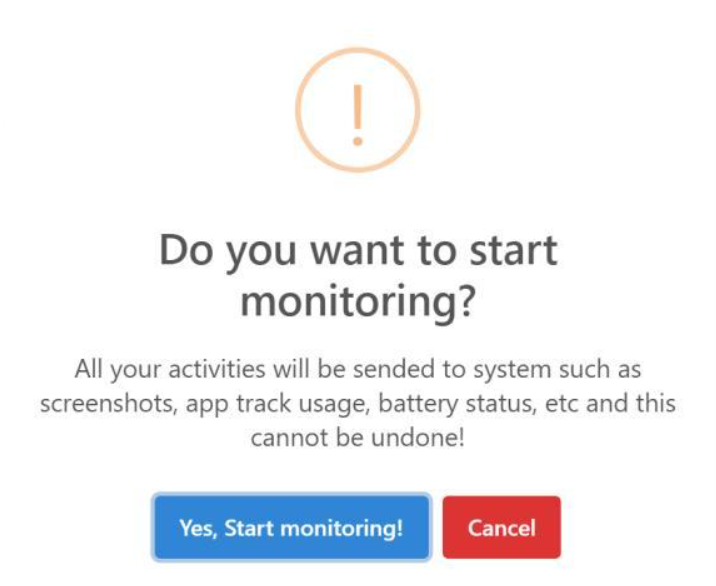 !
Do you want to start
monitoring?
All your activities will be sended to system such as
screenshots, app track usage, battery status, etc and this
cannot be undone!
Yes, Start monitoring!
Cancel